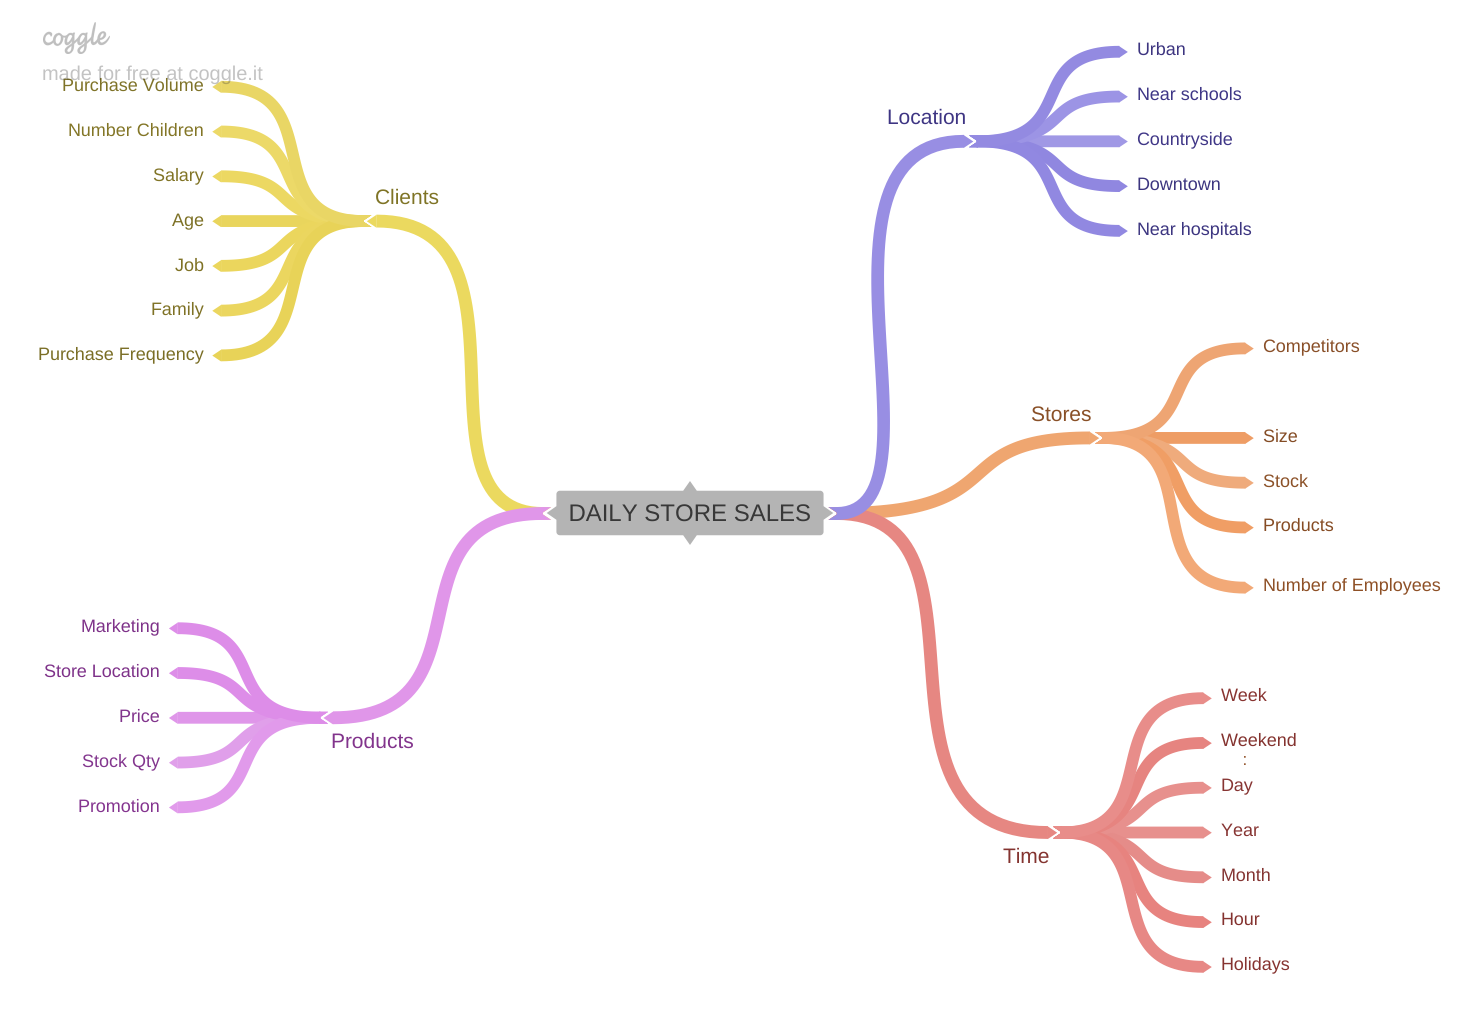 coggle
made for free at coggle.it
Purchase Volume
Number Children
Salary
Age
Job
Family
Purchase Frequency
Clients
Location
Urban
Near schools
Countryside
Downtown
Near hospitals
Stores
Competitors
Size
Stock
Products
Number of Employees
DAILY STORE SALES
Marketing
Store Location
Price
Stock Qty
Promotion
Products
Time
Week
Weekend
:
Day
Year
Month
Hour
Holidays